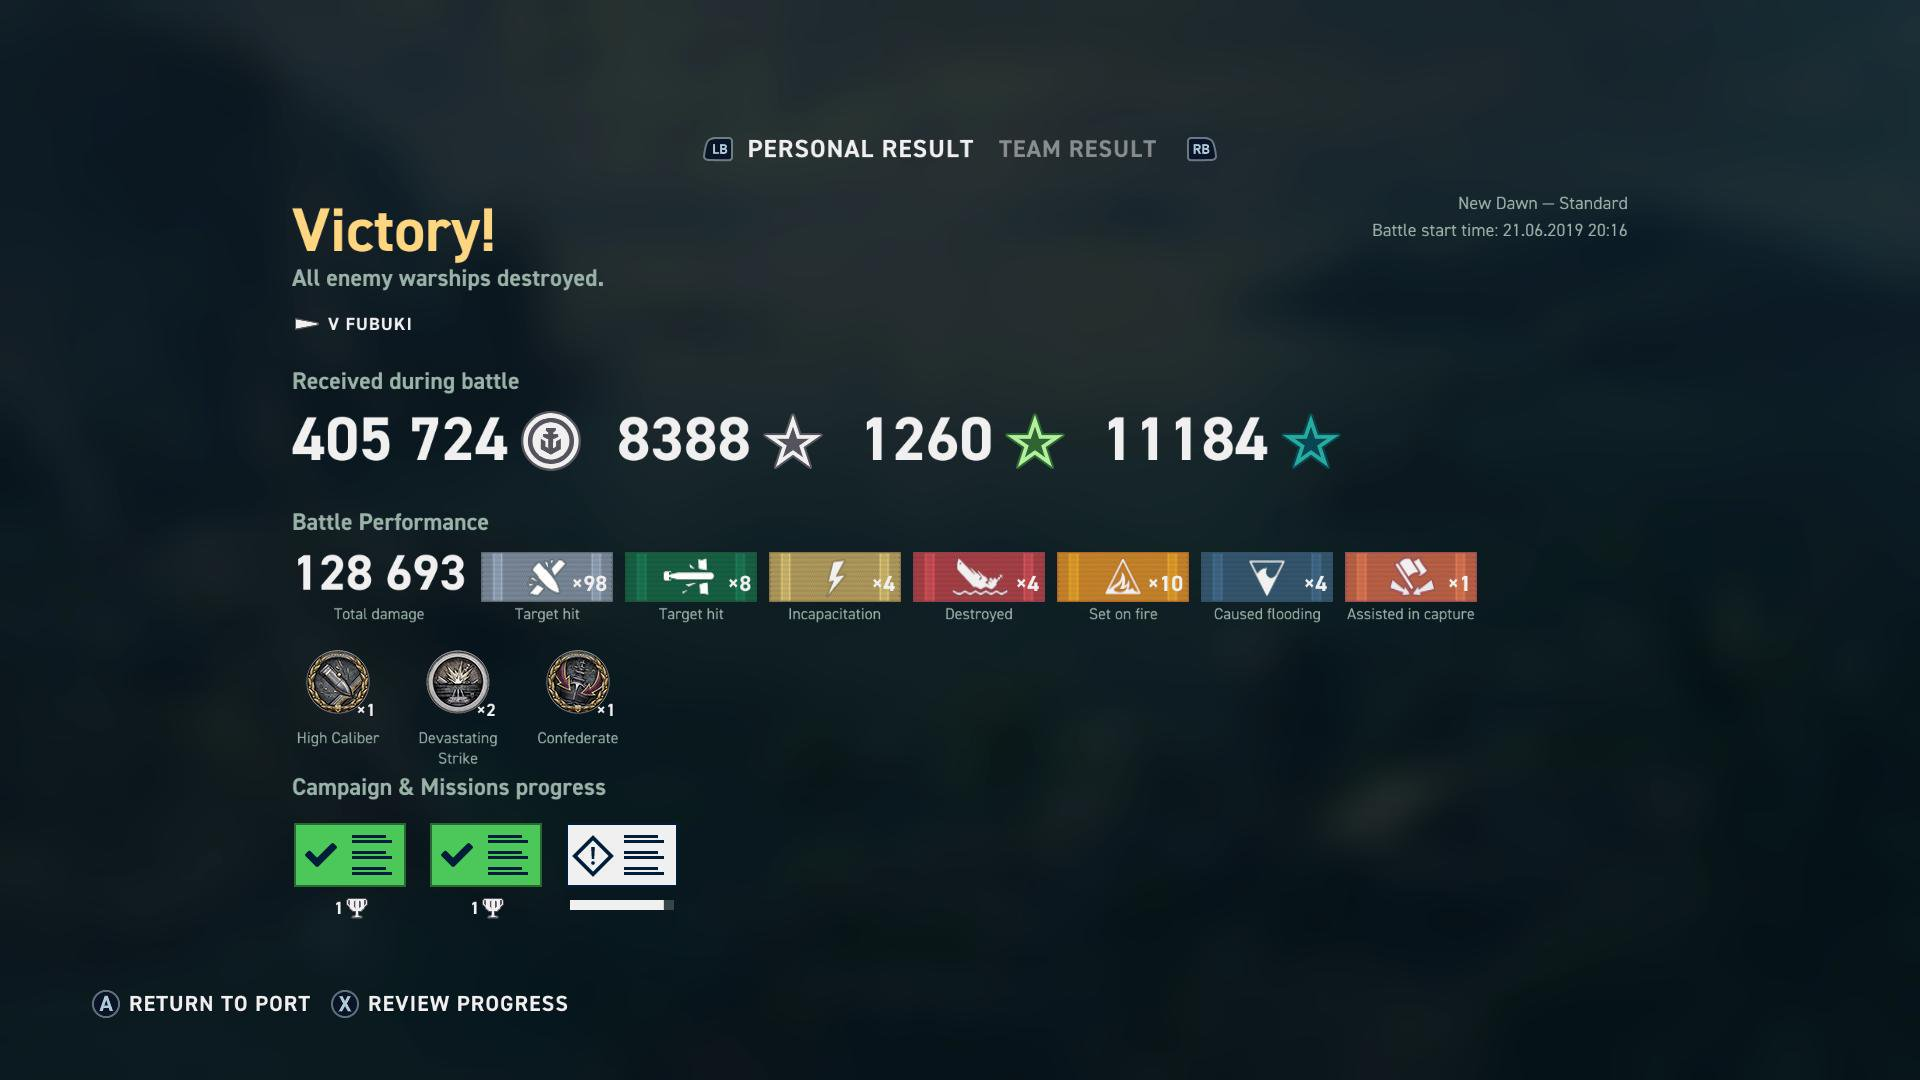 LB PERSONAL RESULT TEAM RESULT RB
Victory!
New Dawn — Standard
Battle start time: 21.06.2019 20:16
All enemy warships destroyed.
V FUBUKI
Received during battle
405 724 8388 1260 11184
Battle Performance
128 693 ×98 ×8 ×4 ×4 ×10 ×4 ×1
Total damage Target hit Target hit Incapacitation Destroyed Set on fire Caused flooding Assisted in capture
×1 ×2 ×1
High Caliber Devastating Strike Confederate
Campaign & Missions progress
!
1 1
A RETURN TO PORT X REVIEW PROGRESS